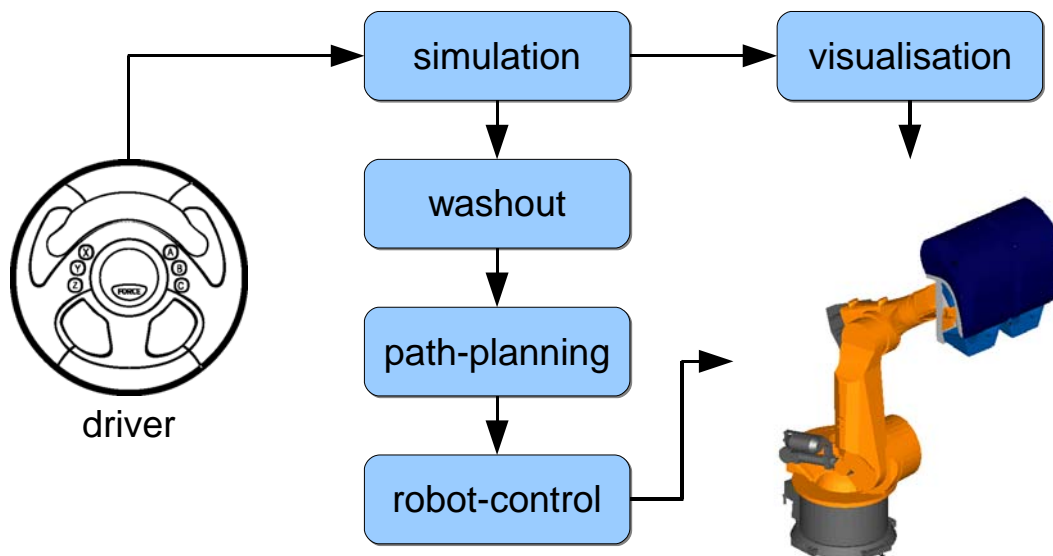 simulation
visualisation
washout
X
A
Y
B
Z
C
FORCE
path-planning
driver
robot-control